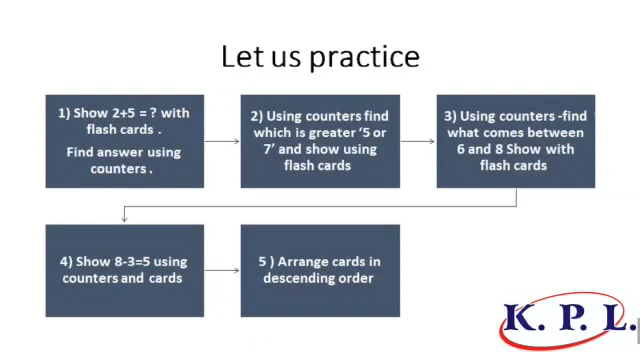 Let us practice
1) Show 2+5 = ? with
flash cards .
Find answer using
counters .
2) Using counters find
which is greater ‘5 or
7’ and show using
flash cards
3) Using counters -find
what comes between
6 and 8 Show with
flash cards
4) Show 8-3=5 using
counters and cards
5 ) Arrange cards in
descending order
K. P. L.